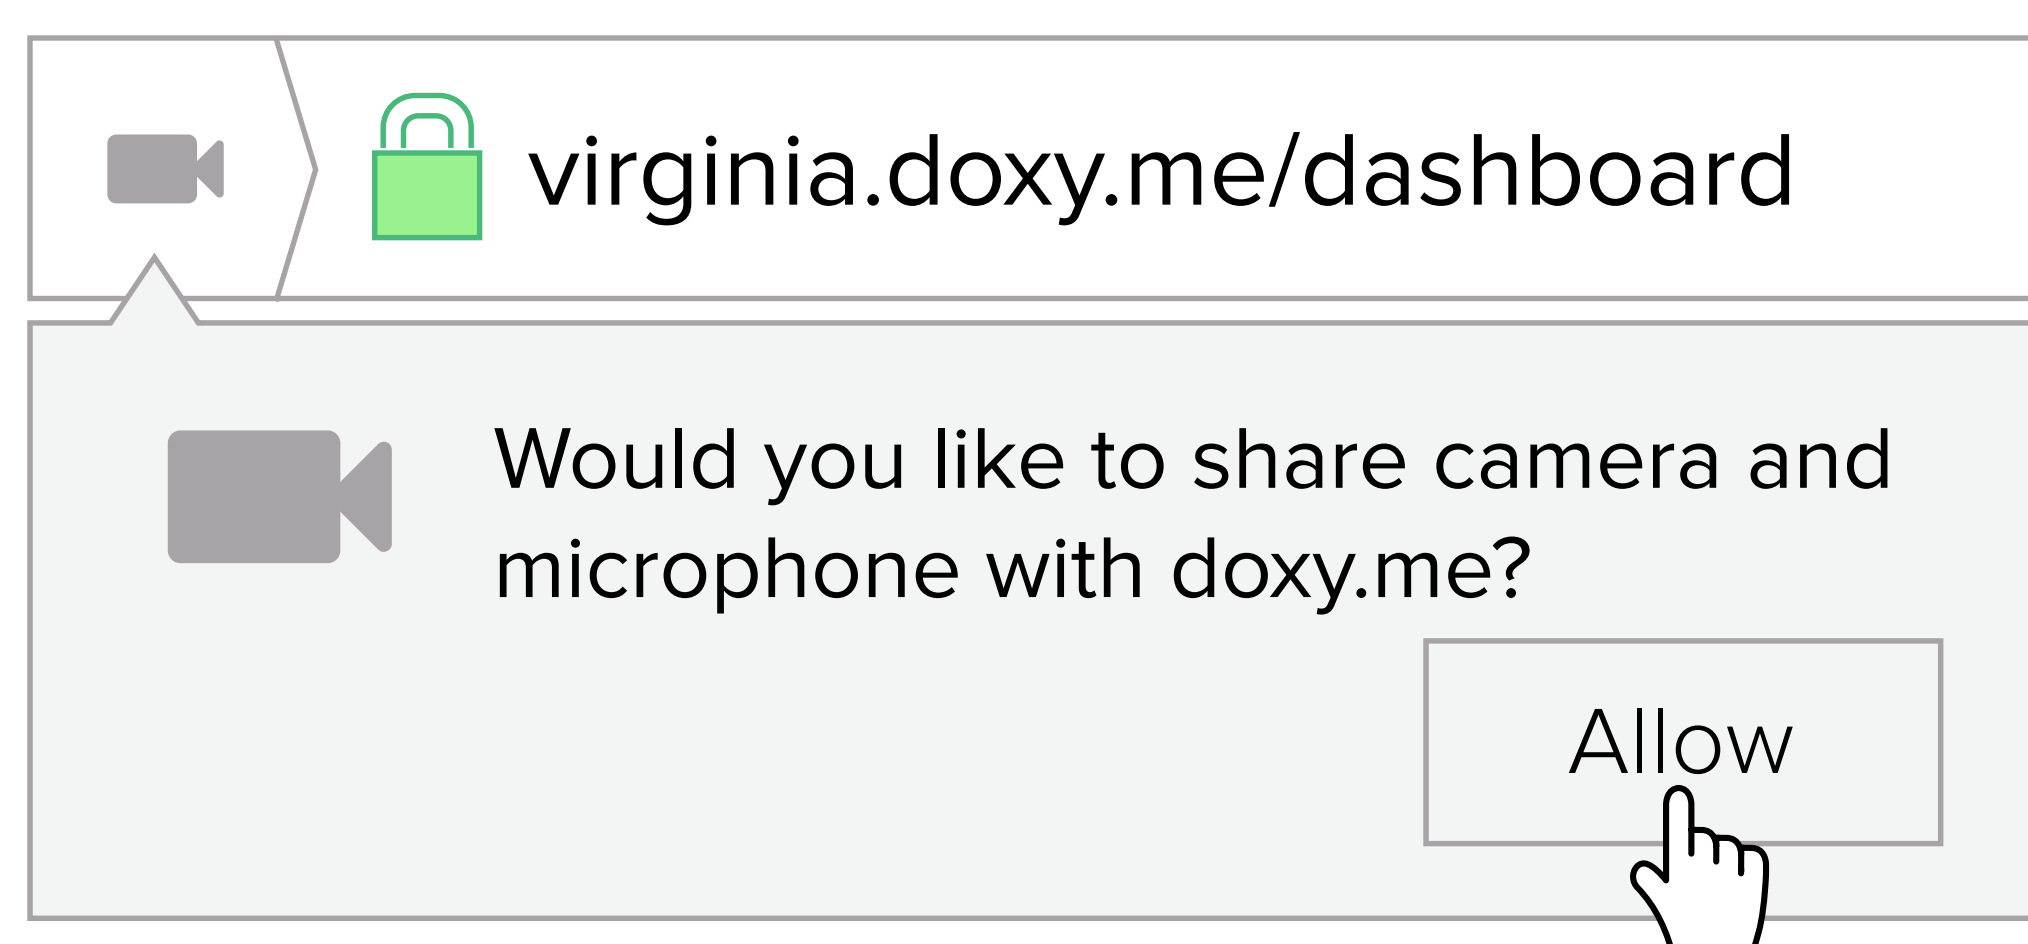 virginia.doxy.me/dashboard
Would you like to share camera and
microphone with doxy.me?
Allow